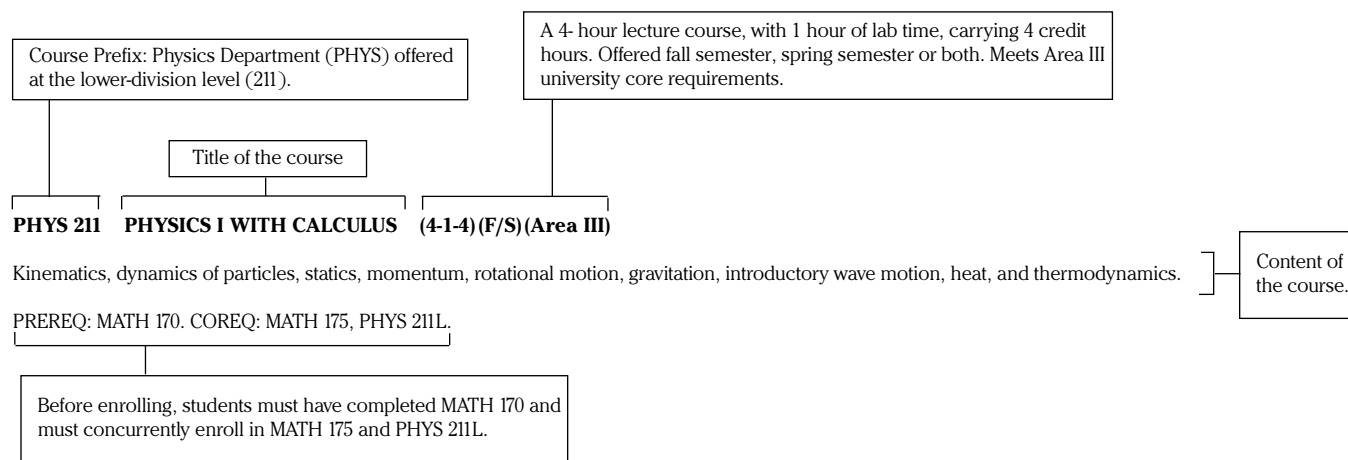 Course Prefix: Physics Department (PHYS) offered
at the lower-division level (211).
A 4- hour lecture course, with 1 hour of lab time, carrying 4 credit
hours. Offered fall semester, spring semester or both. Meets Area III
university core requirements.
Title of the course
PHYS 211 PHYSICS I WITH CALCULUS (4-1-4)(F/S)(Area III)
Kinematics, dynamics of particles, statics, momentum, rotational motion, gravitation, introductory wave motion, heat, and thermodynamics.
Content of
the course.
PREREQ: MATH 170. COREQ: MATH 175, PHYS 211L.
Before enrolling, students must have completed MATH 170 and
must concurrently enroll in MATH 175 and PHYS 211L.